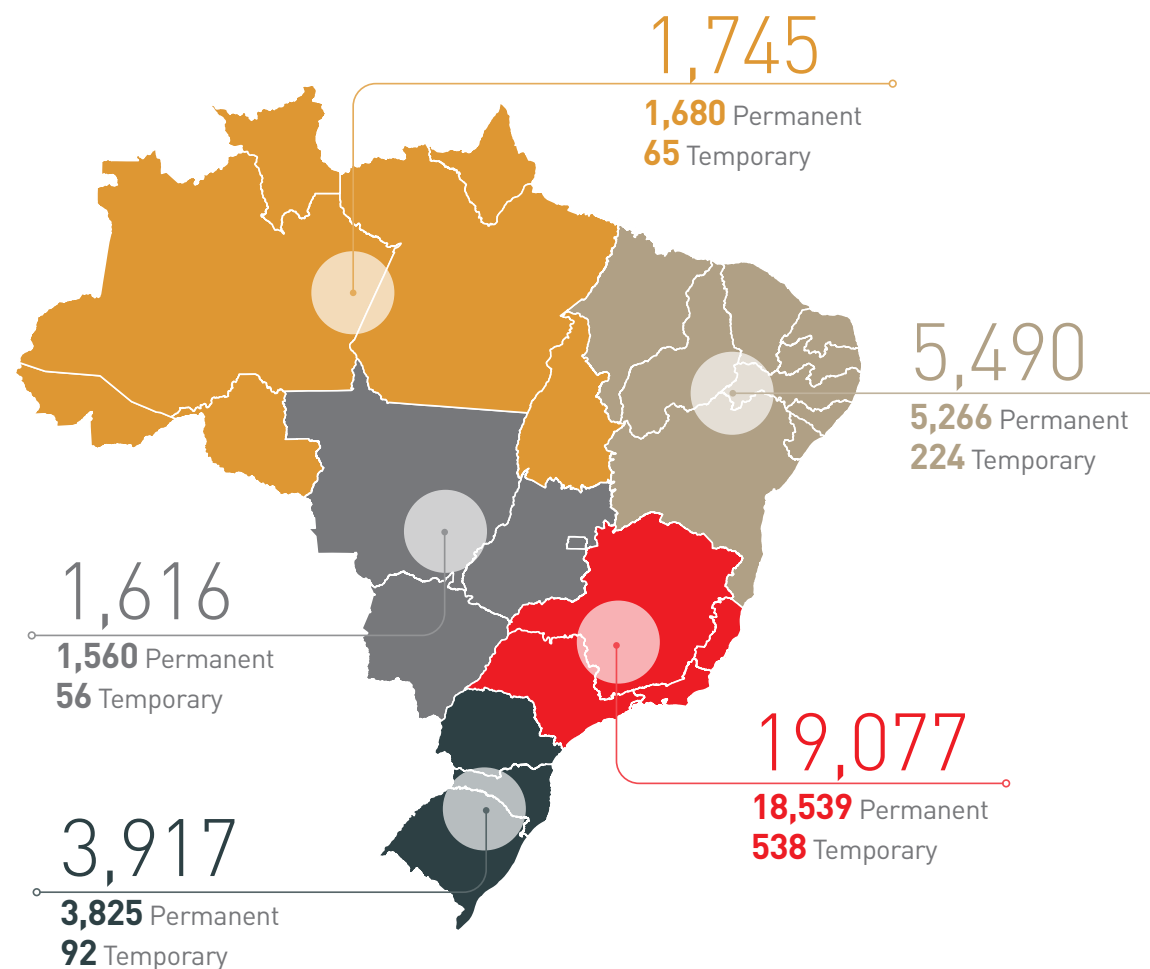 1,745
1,680 Permanent
65 Temporary
5,490
5,266 Permanent
224 Temporary
1,616
1,560 Permanent
56 Temporary
19,077
18,539 Permanent
538 Temporary
3,917
3,825 Permanent
92 Temporary